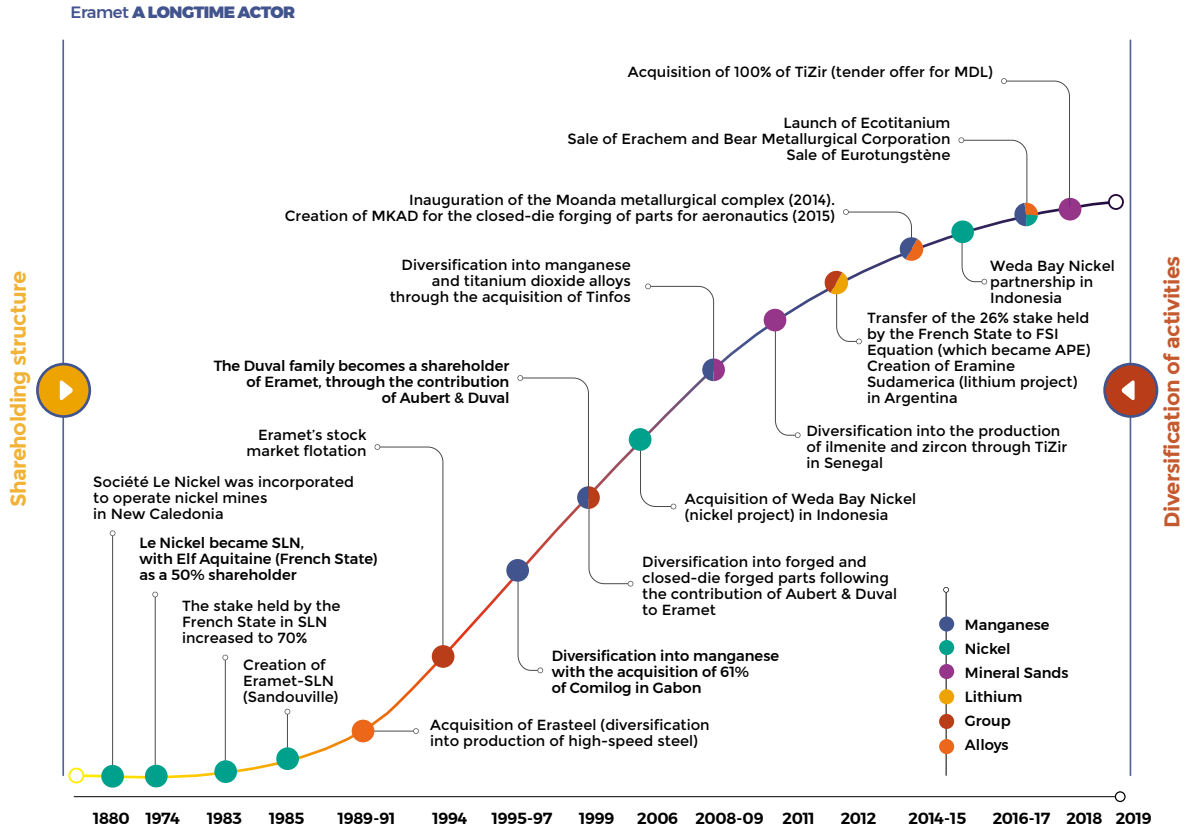 Eramet A LONGTIME ACTOR
Acquisition of 100% of TiZir (tender offer for MDL)
Launch of Ecotitanium
Sale of Erachem and Bear Metallurgical Corporation
Sale of Eurotungstène
Inauguration of the Moanda metallurgical complex (2014).
Creation of MKAD for the closed-die forging of parts for aeronautics (2015)
Weda Bay Nickel
partnership in
Indonesia
Diversification into manganese
and titanium dioxide alloys
through the acquisition of Tinfos
Transfer of the 26% stake held
by the French State to FSI
Equation (which became APE)
Creation of Eramine
Sudamerica (lithium project)
in Argentina
Shareholding structure
Diversification of activities
The Duval family becomes a shareholder
of Eramet, through the contribution
of Aubert & Duval
Eramet's stock
market flotation
Diversification into the production
of ilmenite and zircon through TiZir
in Senegal
Société Le Nickel was incorporated
to operate nickel mines
in New Caledonia
Acquisition of Weda Bay Nickel
(nickel project) in Indonesia
Le Nickel became SLN,
with Elf Aquitaine (French State)
as a 50% shareholder
Diversification into forged and
closed-die forged parts following
the contribution of Aubert & Duval
to Eramet
The stake held by the
French State in SLN
increased to 70%
Creation of
Eramet-SLN
(Sandouville)
Diversification into manganese
with the acquisition of 61%
of Comilog in Gabon
Acquisition of Erasteel (diversification
into production of high-speed steel)
Manganese
Nickel
Mineral Sands
Lithium
Group
Alloys
1880 1974 1983 1985 1989-91 1994 1995-97 1999 2006 2008-09 2011 2012 2014-15 2016-17 2018 2019